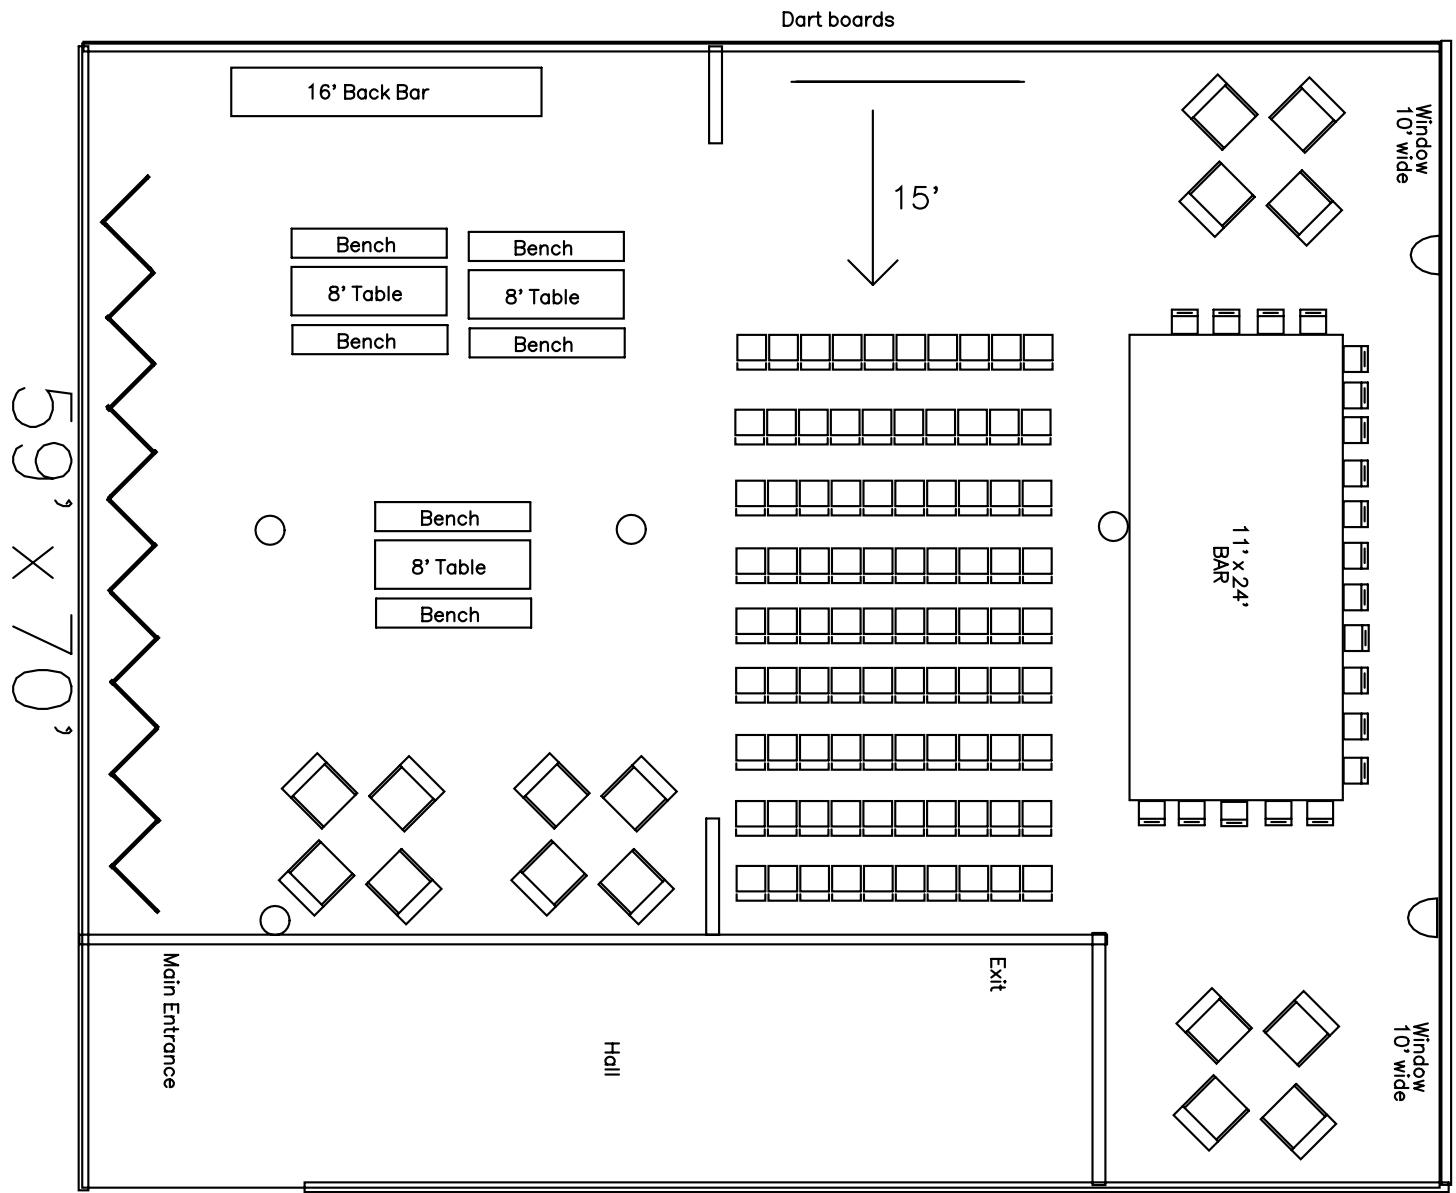 Dart boards
16' Back Bar
Window
10' wide
15'
Bench
Bench
8' Table
8' Table
Bench
Bench
59' x 70'
Bench
8' Table
Bench
11' x 24'
BAR
Main Entrance
Exit
Hall
Window
10' wide